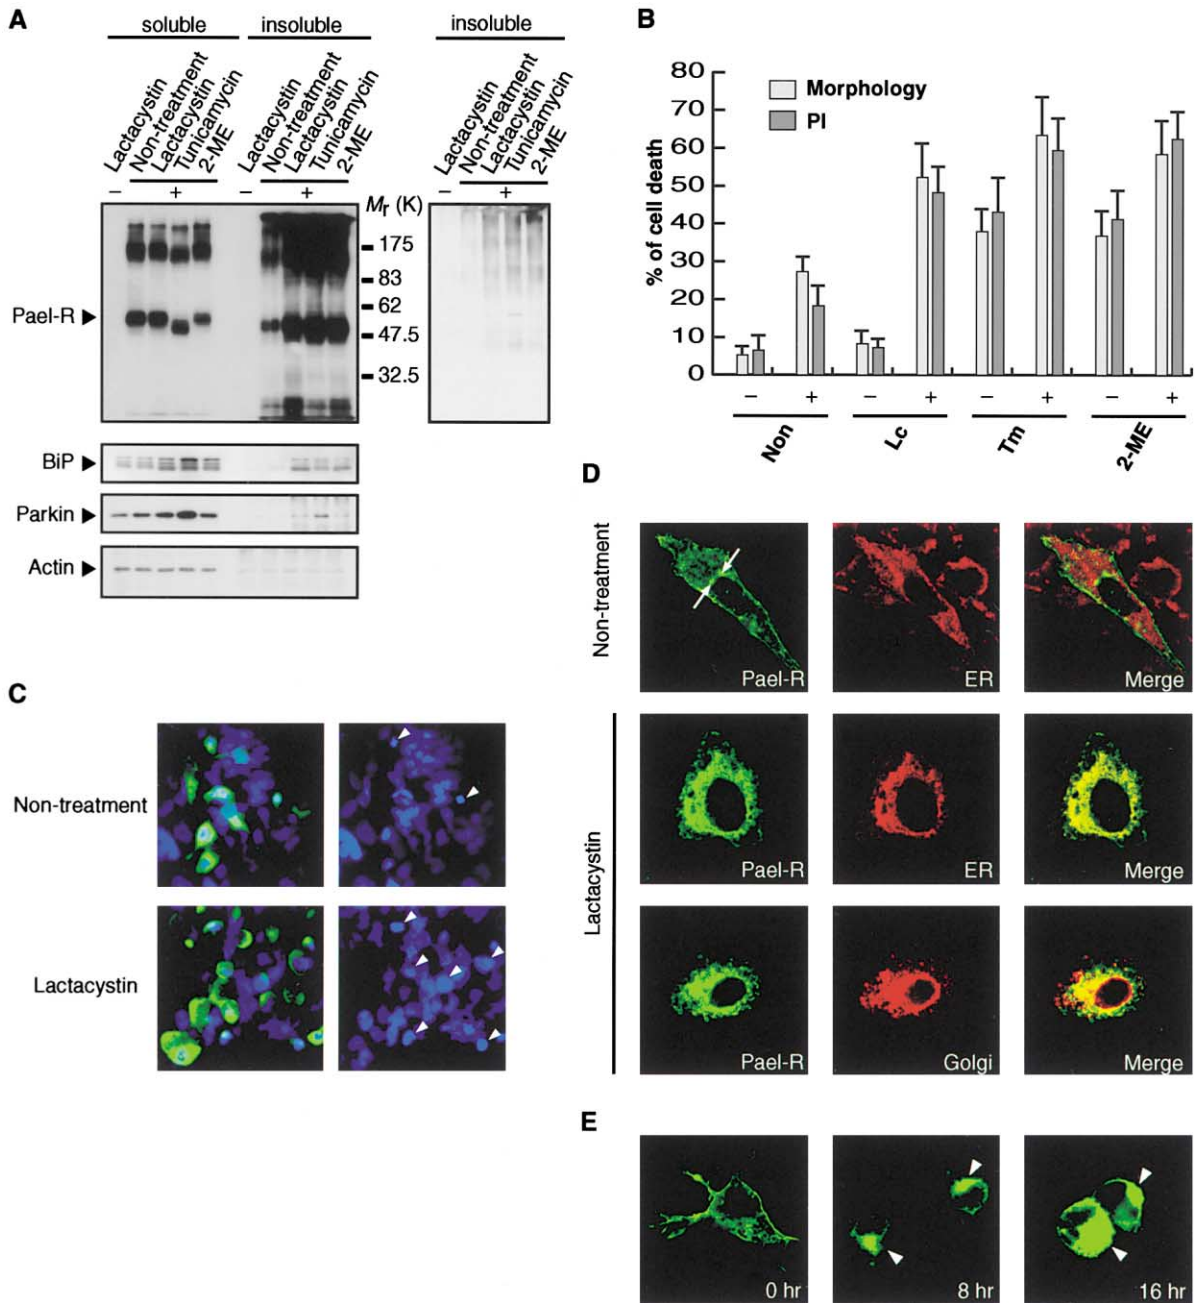 A
soluble
insoluble
insoluble
Lactacystin
Non-treatment
Lactacystin
Tunicamycin
2-ME
Lactacystin
Non-treatment
Lactacystin
Tunicamycin
2-ME
Lactacystin
Non-treatment
Lactacystin
Tunicamycin
2-ME
− + − + − +
Mr (K)
175
83
62
47.5
32.5
Pael-R
BiP
Parkin
Actin
B
% of cell death
80
70
60
50
40
30
20
10
0
Morphology
PI
− + − + − + − +
Non Lc Tm 2-ME
C
Non-treatment
Lactacystin
D
Non-treatment
Pael-R ER Merge
Lactacystin
Pael-R ER Merge
Pael-R Golgi Merge
E
0 hr 8 hr 16 hr